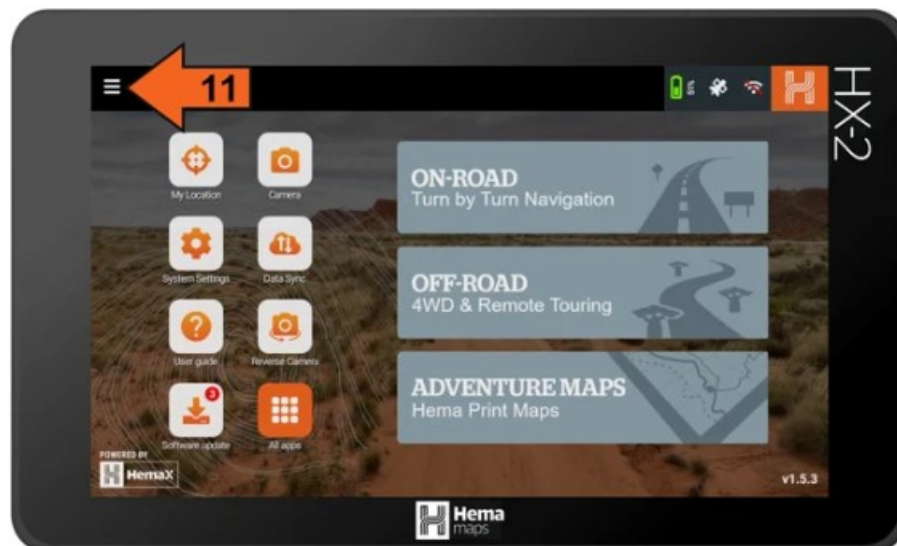 11
51%
HX-2
My Location
Camera
ON-ROAD
Turn by Turn Navigation
System Settings
Data Sync
OFF-ROAD
4WD & Remote Touring
User guide
Reverse Camera
3
ADVENTURE MAPS
Hema Print Maps
Software update
All apps
POWERED BY
HemaX
v1.5.3
Hema
maps